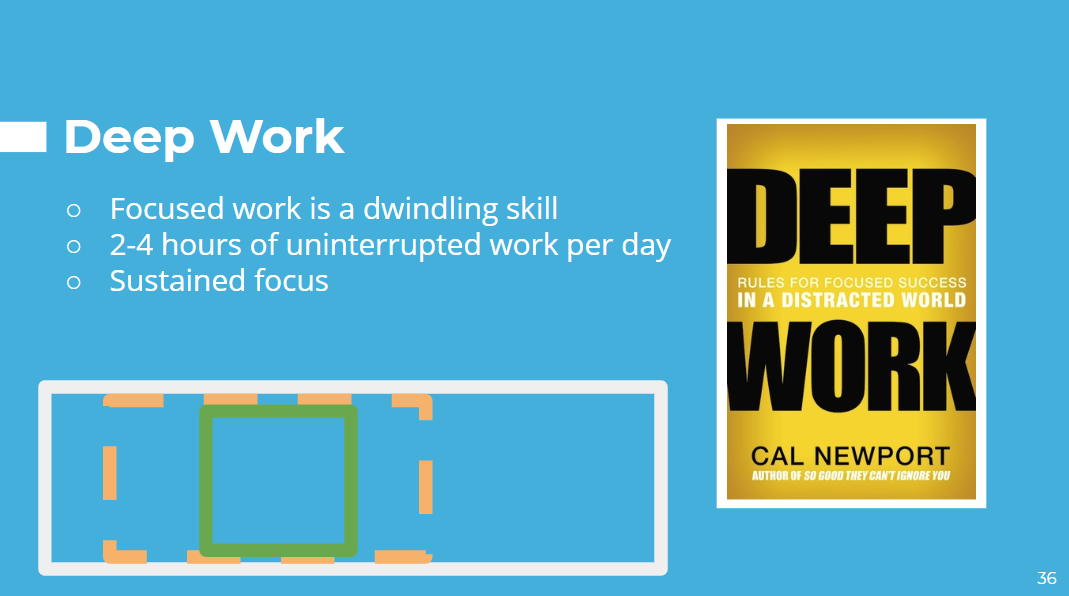 Deep Work
○ Focused work is a dwindling skill
○ 2-4 hours of uninterrupted work per day
○ Sustained focus
DEEP
RULES FOR FOCUSED SUCCESS
IN A DISTRACTED WORLD
WORK
CAL NEWPORT
AUTHOR OF SO GOOD THEY CAN'T IGNORE YOU
36